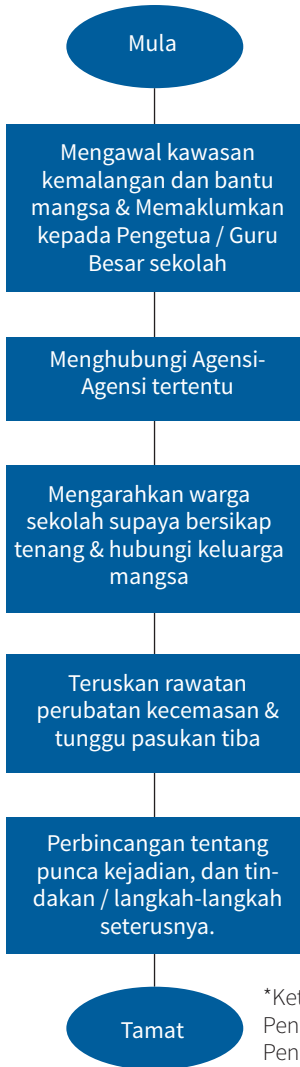 Mula
Mengawal kawasan
kemalangan dan bantu
mangsa & Memaklumkan
kepada Pengetua / Guru
Besar sekolah
Menghubungi Agensi-
Agensi tertentu
Mengarahkan warga
sekolah supaya bersikap
tenang & hubungi keluarga
mangsa
Teruskan rawatan
perubatan kecemasan &
tunggu pasukan tiba
Perbincangan tentang
punca kejadian, dan tin-
dakan / langkah-langkah
seterusnya.
Tamat